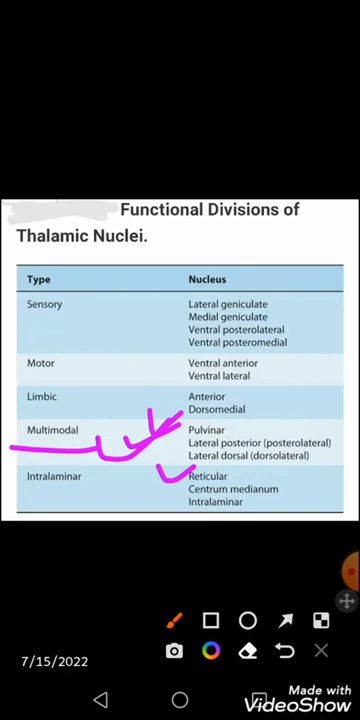 Functional Divisions of
Thalamic Nuclei.
Type Nucleus
Sensory Lateral geniculate
Medial geniculate
Ventral posterolateral
Ventral posteromedial
Motor Ventral anterior
Ventral lateral
Limbic Anterior
Dorsomedial
Multimodal Pulvinar
Lateral posterior (posterolateral)
Lateral dorsal (dorsolateral)
Intralaminar Reticular
Centrum medianum
Intralaminar
7/15/2022
Made with
VideoShow